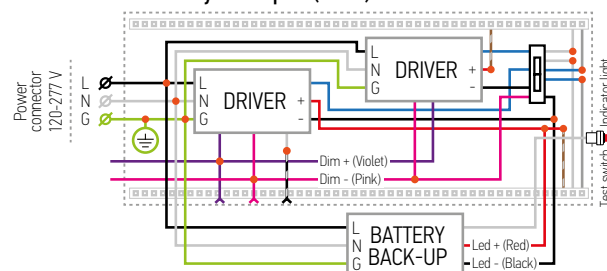 Power
connector
120-277 V
L
N
G
L
N
G
DRIVER
+
-
L
N
G
DRIVER
+
-
Dim + (Violet)
Dim - (Pink)
L
N
G
BATTERY
BACK-UP
Led + (Red)
Led - (Black)
Test switch
Indicator light